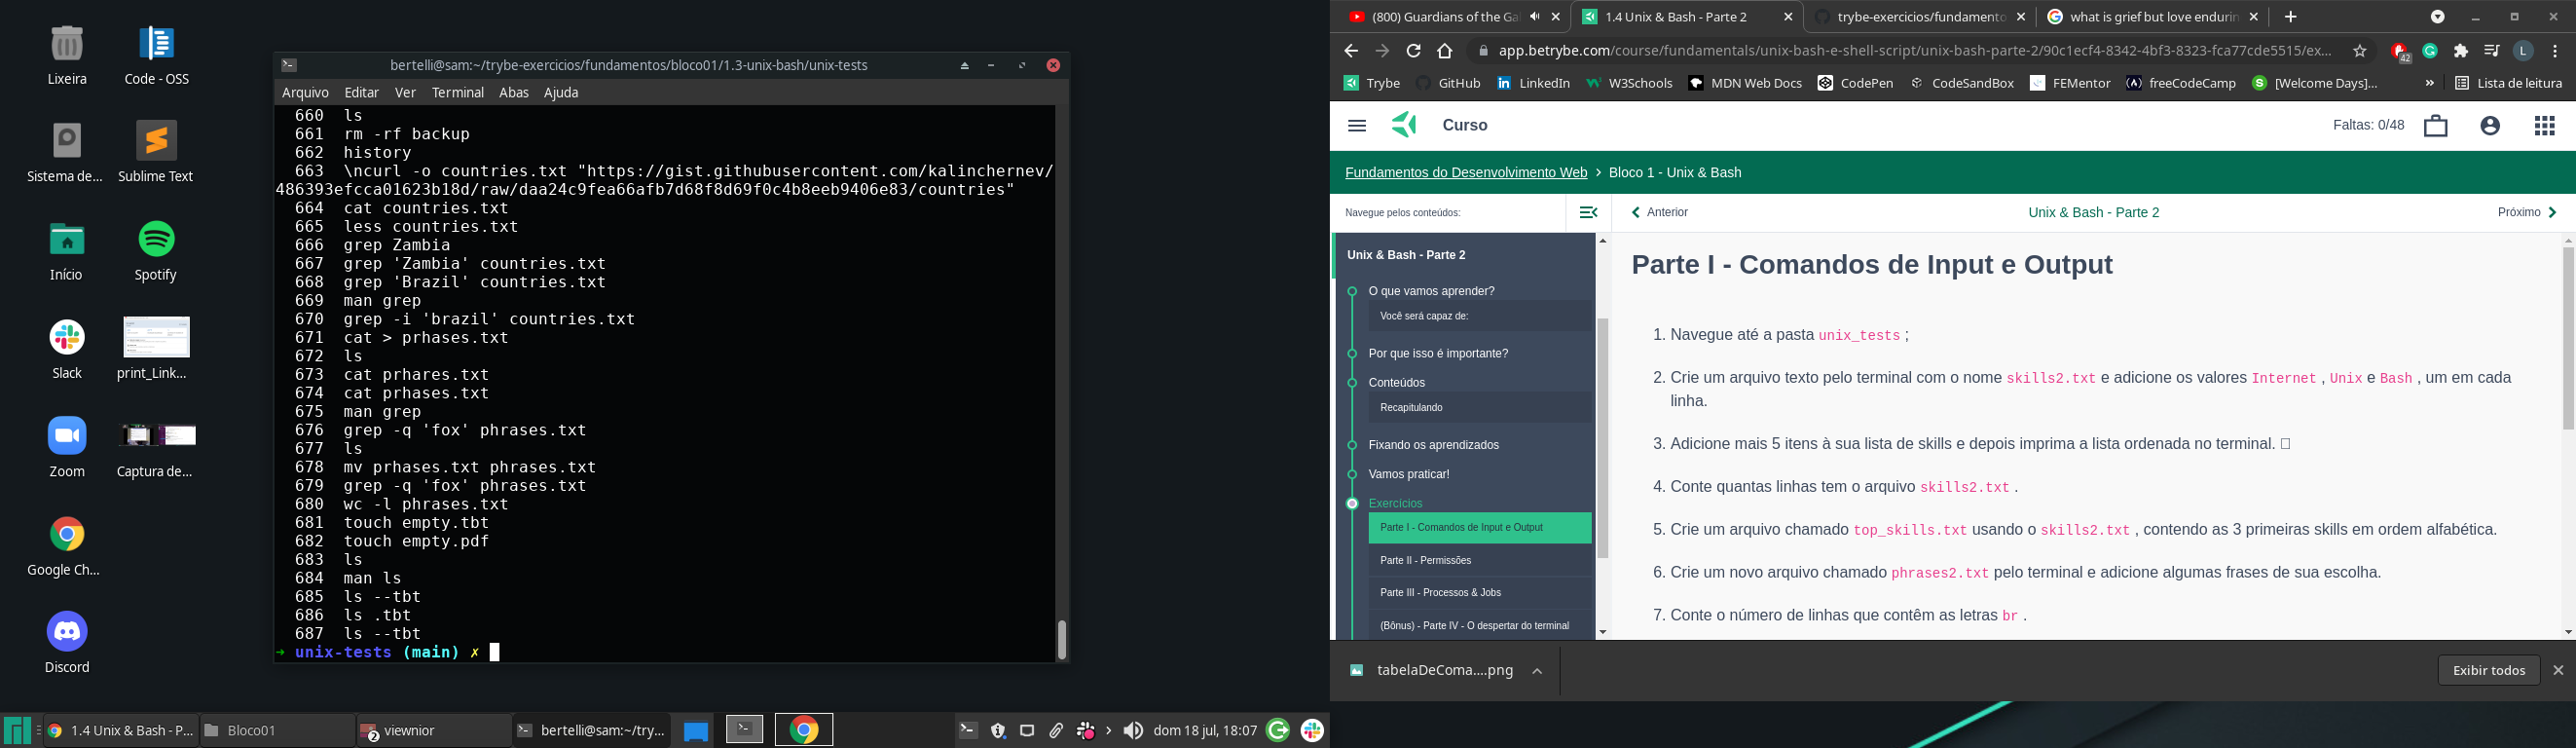 Lixeira
Code - OSS
Sistema de...
Sublime Text
Início
Spotify
Slack
print_Link...
Zoom
Captura de...
Google Ch...
Discord
bertelli@sam:~/trybe-exercicios/fundamentos/bloco01/1.3-unix-bash/unix-tests
Arquivo Editar Ver Terminal Abas Ajuda
660 ls
661 rm -rf backup
662 history
663 \ncurl -o countries.txt "https://gist.githubusercontent.com/kalinchernev/
486393efcca01623b18d/raw/daa24c9fea66afb7d68f8d69f0c4b8eeb9406e83/countries"
664 cat countries.txt
665 less countries.txt
666 grep Zambia
667 grep 'Zambia' countries.txt
668 grep 'Brazil' countries.txt
669 man grep
670 grep -i 'brazil' countries.txt
671 cat > prhases.txt
672 ls
673 cat prhares.txt
674 cat prhases.txt
675 man grep
676 grep -q 'fox' phrases.txt
677 ls
678 mv prhases.txt phrases.txt
679 grep -q 'fox' phrases.txt
680 wc -l phrases.txt
681 touch empty.tbt
682 touch empty.pdf
683 ls
684 man ls
685 ls --tbt
686 ls .tbt
687 ls --tbt
→ unix-tests (main) ✗
1.4 Unix & Bash - P...
Bloco01
2 viewnior
bertelli@sam:~/try...
dom 18 jul, 18:07
(800) Guardians of the Ga
1.4 Unix & Bash - Parte 2
trybe-exercicios/fundamento
what is grief but love endurin
app.betrybe.com/course/fundamentals/unix-bash-e-shell-script/unix-bash-parte-2/90c1ecf4-8342-4bf3-8323-fca77cde5515/ex...
42
L
Trybe GitHub LinkedIn W3Schools MDN Web Docs CodePen CodeSandBox FEMentor freeCodeCamp [Welcome Days]... » Lista de leitura
Curso
Faltas: 0/48
Fundamentos do Desenvolvimento Web > Bloco 1 - Unix & Bash
Navegue pelos conteúdos:
Anterior
Unix & Bash - Parte 2
Próximo
Unix & Bash - Parte 2
O que vamos aprender?
Você será capaz de:
Por que isso é importante?
Conteúdos
Recapitulando
Fixando os aprendizados
Vamos praticar!
Exercícios
Parte I - Comandos de Input e Output
Parte II - Permissões
Parte III - Processos & Jobs
(Bônus) - Parte IV - O despertar do terminal
Parte I - Comandos de Input e Output
1. Navegue até a pasta unix_tests ;
2. Crie um arquivo texto pelo terminal com o nome skills2.txt e adicione os valores Internet , Unix e Bash , um em cada
linha.
3. Adicione mais 5 itens à sua lista de skills e depois imprima a lista ordenada no terminal. □
4. Conte quantas linhas tem o arquivo skills2.txt .
5. Crie um arquivo chamado top_skills.txt usando o skills2.txt , contendo as 3 primeiras skills em ordem alfabética.
6. Crie um novo arquivo chamado phrases2.txt pelo terminal e adicione algumas frases de sua escolha.
7. Conte o número de linhas que contêm as letras br .
tabelaDeComa....png
Exibir todos